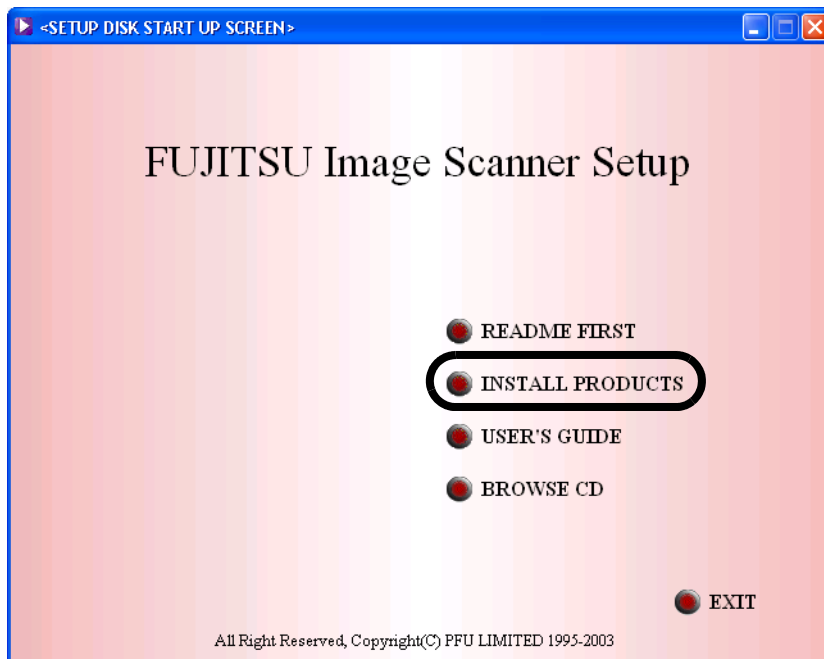 <SETUP DISK START UP SCREEN>
FUJITSU Image Scanner Setup
README FIRST
INSTALL PRODUCTS
USER'S GUIDE
BROWSE CD
EXIT
All Right Reserved, Copyright(C) PFU LIMITED 1995-2003